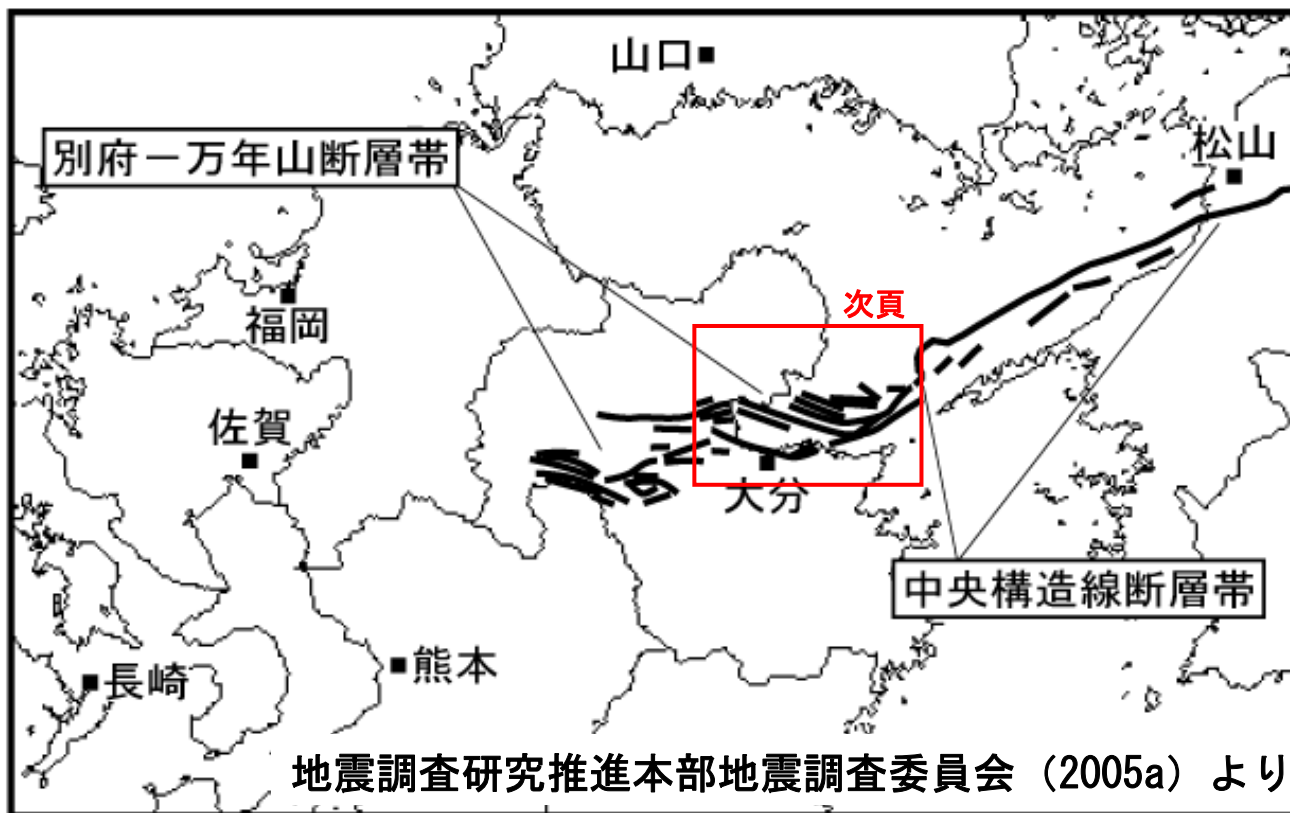 山口
別府－万年山断層帯
松山
次頁
福岡
佐賀
大分
中央構造線断層帯
熊本
長崎
地震調査研究推進本部地震調査委員会（2005a）より